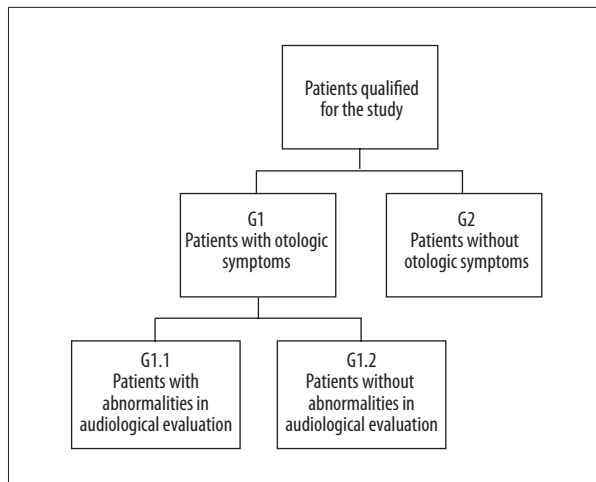 Patients qualified
for the study
G1
Patients with otologic
symptoms
G2
Patients without
otologic symptoms
G1.1
Patients with
abnormalities in
audiological evaluation
G1.2
Patients without
abnormalities in
audiological evaluation